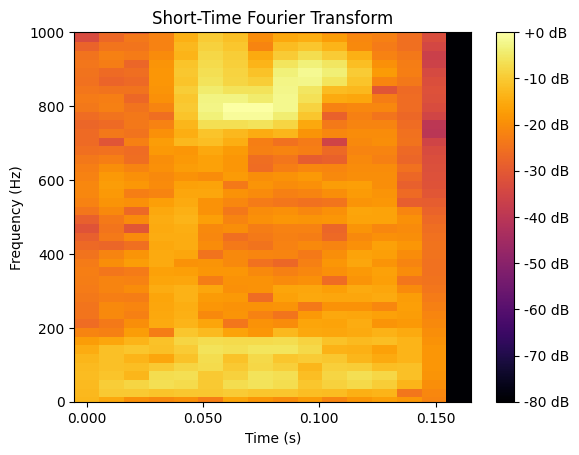 Short-Time Fourier Transform
1000
800
600
400
200
0
Frequency (Hz)
0.000
0.050
0.100
0.150
Time (s)
+0 dB
-10 dB
-20 dB
-30 dB
-40 dB
-50 dB
-60 dB
-70 dB
-80 dB